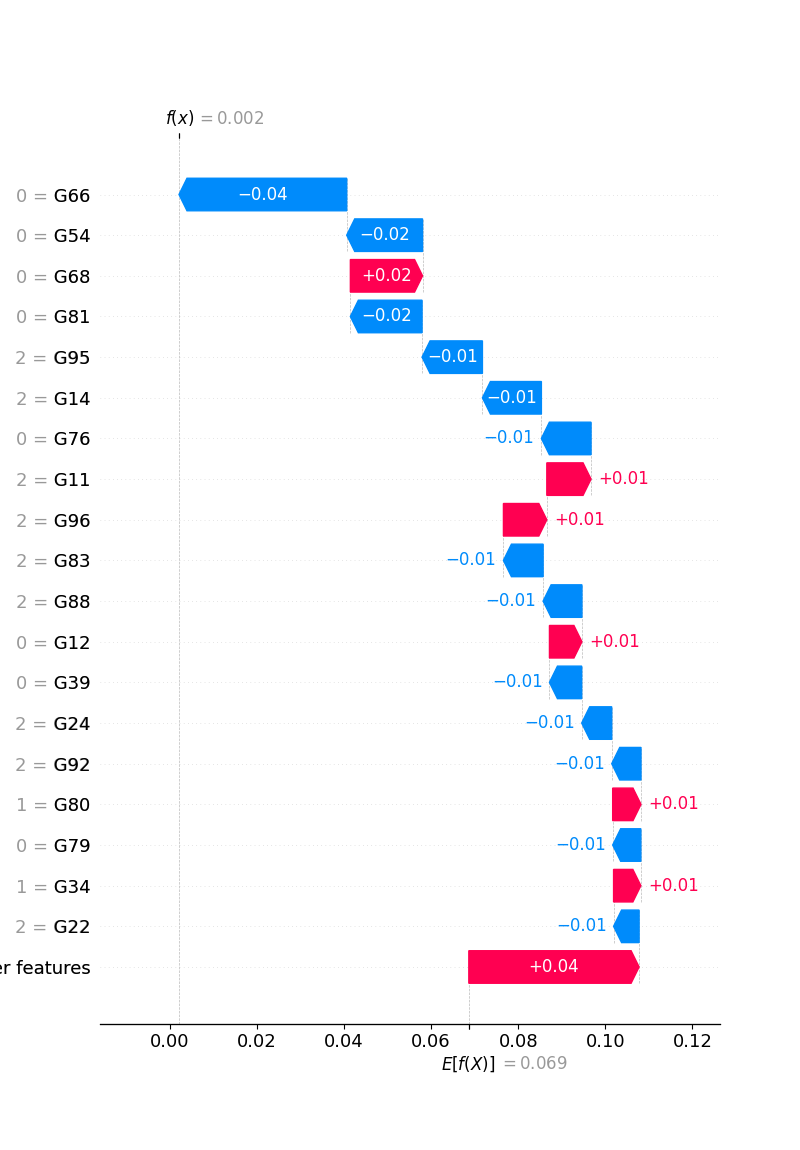 f(x) = 0.002
0 = G66 −0.04
0 = G54 −0.02
0 = G68 +0.02
0 = G81 −0.02
2 = G95 −0.01
2 = G14 −0.01
0 = G76 −0.01
2 = G11 +0.01
2 = G96 +0.01
2 = G83 −0.01
2 = G88 −0.01
0 = G12 +0.01
0 = G39 −0.01
2 = G24 −0.01
2 = G92 −0.01
1 = G80 +0.01
0 = G79 −0.01
1 = G34 +0.01
2 = G22 −0.01
features +0.04
0.00 0.02 0.04 0.06 0.08 0.10 0.12
E[f(X)] = 0.069